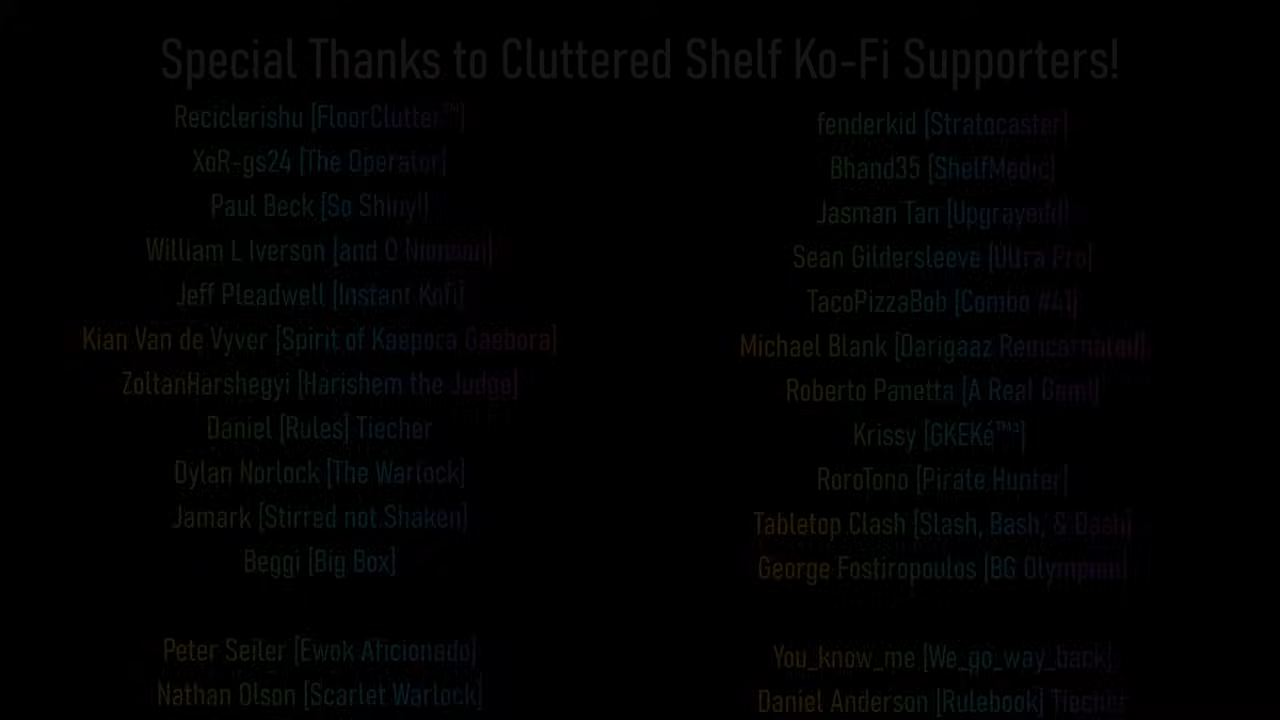 Special Thanks to Cluttered Shelf Ko-Fi Supporters!
Reciclerishu [FloorClutter™]
XoR-gs24 [The Operator]
Paul Beck [So Shiny!]
William L Iverson [and O
Jeff Pleadwell [Instant Kofi]
Kian Van de Vyver [Spirit of Kaepora Gaebora]
ZoltanHarshegyi [Harishem the Judge]
Daniel [Rules] Tiecher
Dylan Norlock [The Warlock]
Jamark [Stirred not Shaken]
Beggi [Big Box]
Peter Seiler [Ewok Aficionado]
Nathan Olson [Scarlet Warlock]
fenderkid [Stratocaster]
Bhand35 [ShelfMedic]
Jasman Tan [Upgrayedd]
Sean Gildersleeve [Ultra Pro]
TacoPizzaBob [Combo #41]
Michael Blank [Darigaaz Reincarnated]
Roberto Panetta [A Real
Krissy
RoroTono [Pirate Hunter]
Tabletop Clash [Slash, Bash, & Dash]
George Fostiropoulos [BG Olympian]
You_know_me [We_go_way_back]
Daniel Anderson [Rulebook] Tiecher